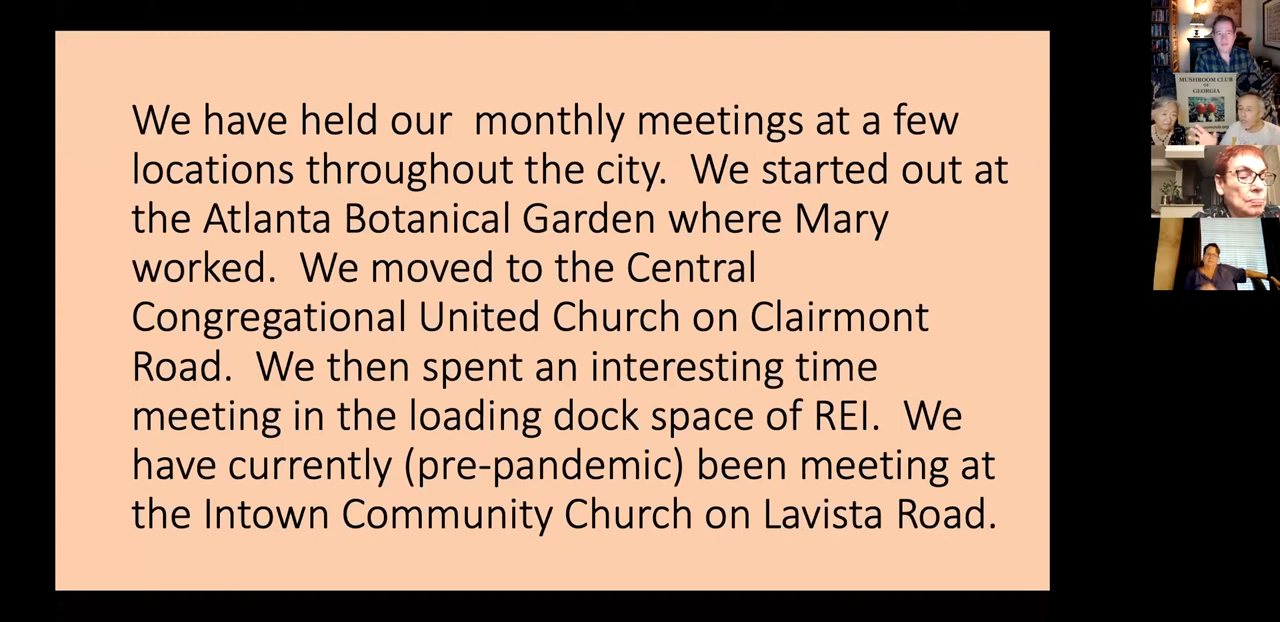 We have held our  monthly meetings at a few
locations throughout the city.  We started out at
the Atlanta Botanical Garden where Mary
worked.  We moved to the Central
Congregational United Church on Clairmont
Road.  We then spent an interesting time
meeting in the loading dock space of REI.  We
have currently (pre-pandemic) been meeting at
the Intown Community Church on Lavista Road.
MUSHROOM CLUB
OF
GEORGIA